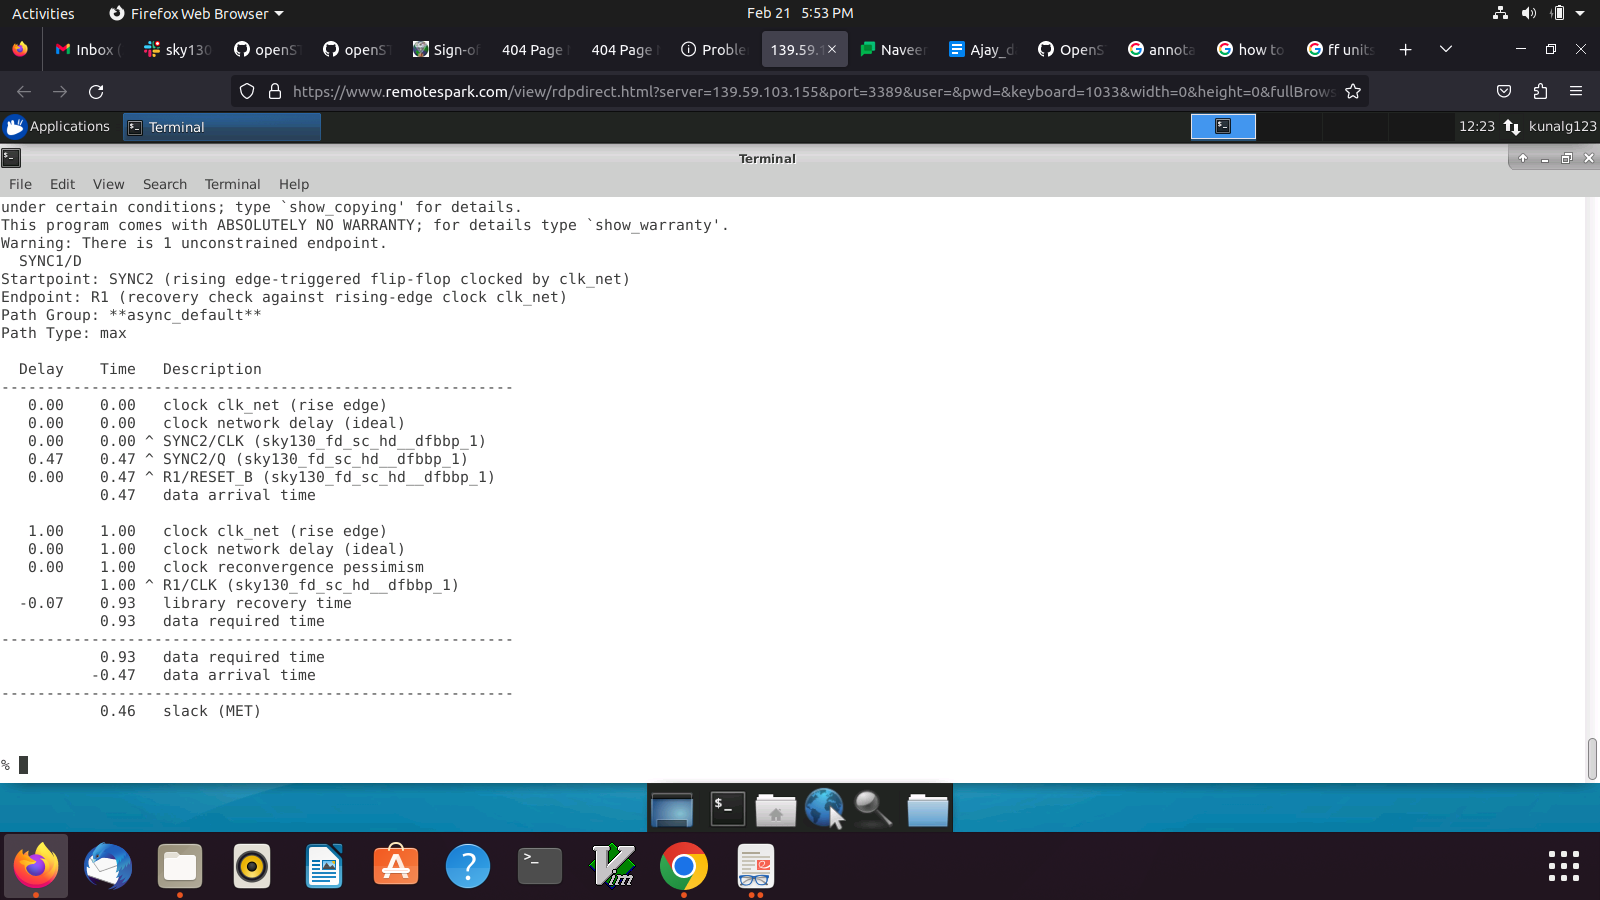 Activities
Firefox Web Browser
Feb 21 5:53 PM
Inbox (
sky130
openST
openST
Sign-of
404 Page
404 Page
Proble
139.59.1
Naveen
Ajay_d
OpenS
annota
how to
ff units
https://www.remotespark.com/view/rdpdirect.html?server=139.59.103.155&port=3389&user=&pwd=&keyboard=1033&width=0&height=0&fullBrows
Applications
Terminal
12:23
kunalg123
Terminal
File Edit View Search Terminal Help
under certain conditions; type `show_copying' for details.
This program comes with ABSOLUTELY NO WARRANTY; for details type `show_warranty'.
Warning: There is 1 unconstrained endpoint.
  SYNC1/D
Startpoint: SYNC2 (rising edge-triggered flip-flop clocked by clk_net)
Endpoint: R1 (recovery check against rising-edge clock clk_net)
Path Group: **async_default**
Path Type: max
  Delay    Time   Description
---------------------------------------------------------
   0.00    0.00   clock clk_net (rise edge)
   0.00    0.00   clock network delay (ideal)
   0.00    0.00 ^ SYNC2/CLK (sky130_fd_sc_hd__dfbbp_1)
   0.47    0.47 ^ SYNC2/Q (sky130_fd_sc_hd__dfbbp_1)
   0.00    0.47 ^ R1/RESET_B (sky130_fd_sc_hd__dfbbp_1)
           0.47   data arrival time
   1.00    1.00   clock clk_net (rise edge)
   0.00    1.00   clock network delay (ideal)
   0.00    1.00   clock reconvergence pessimism
           1.00 ^ R1/CLK (sky130_fd_sc_hd__dfbbp_1)
  -0.07    0.93   library recovery time
           0.93   data required time
---------------------------------------------------------
           0.93   data required time
          -0.47   data arrival time
---------------------------------------------------------
           0.46   slack (MET)
%